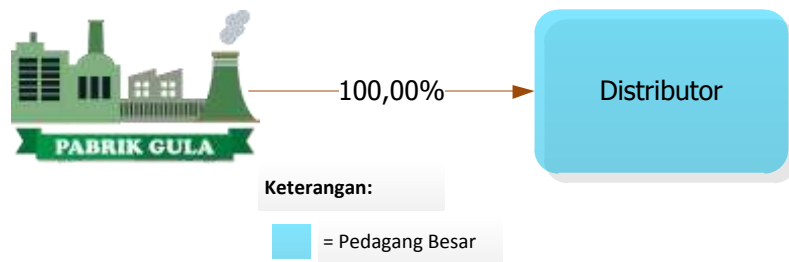 PABRIK GULA
100,00%
Distributor
Keterangan:
= Pedagang Besar